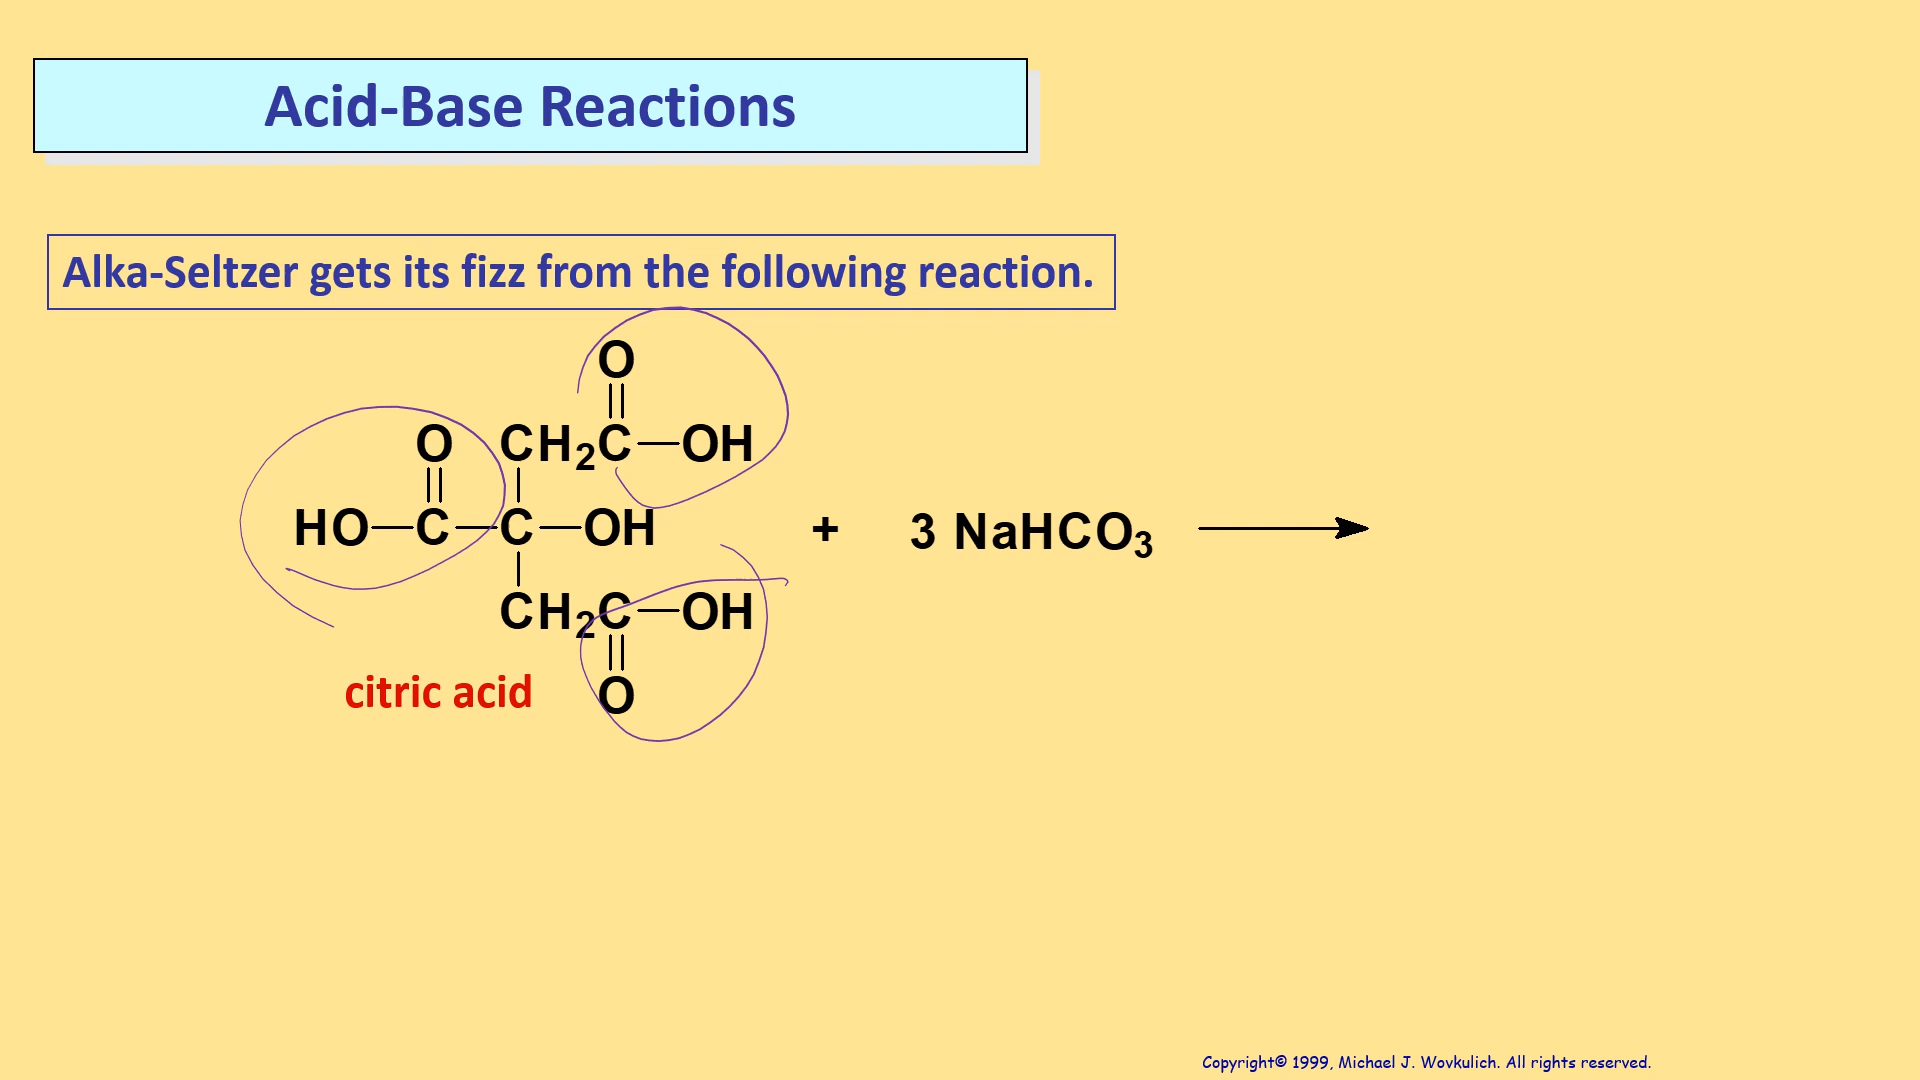 Acid-Base Reactions
Alka-Seltzer gets its fizz from the following reaction.
O
O CH₂C—OH
HO—C—C—OH + 3 NaHCO₃ ⟶
CH₂C—OH
citric acid O
Copyright© 1999, Michael J. Wovkulich. All rights reserved.